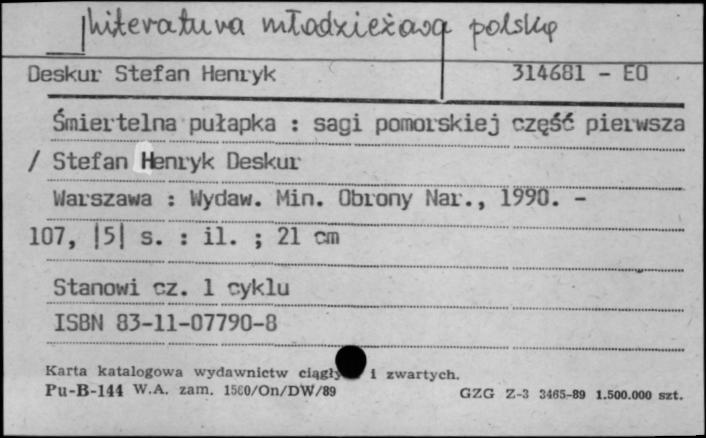 literatura młodzieżowa polska
Deskur Stefan Henryk 314681 - EO
Śmiertelna pułapka : sagi pomorskiej część pierwsza
/ Stefan Henryk Deskur
Warszawa : Wydaw. Min. Obrony Nar., 1990. -
107, |5| s. : il. ; 21 cm
Stanowi cz. 1 cyklu
ISBN 83-11-07790-8
Karta katalogowa wydawnictw i zwartych.
Pu-B-144 W.A. zam. 1560/On/DW/89 GZG Z-3 3465-89 1.500.000 szt.